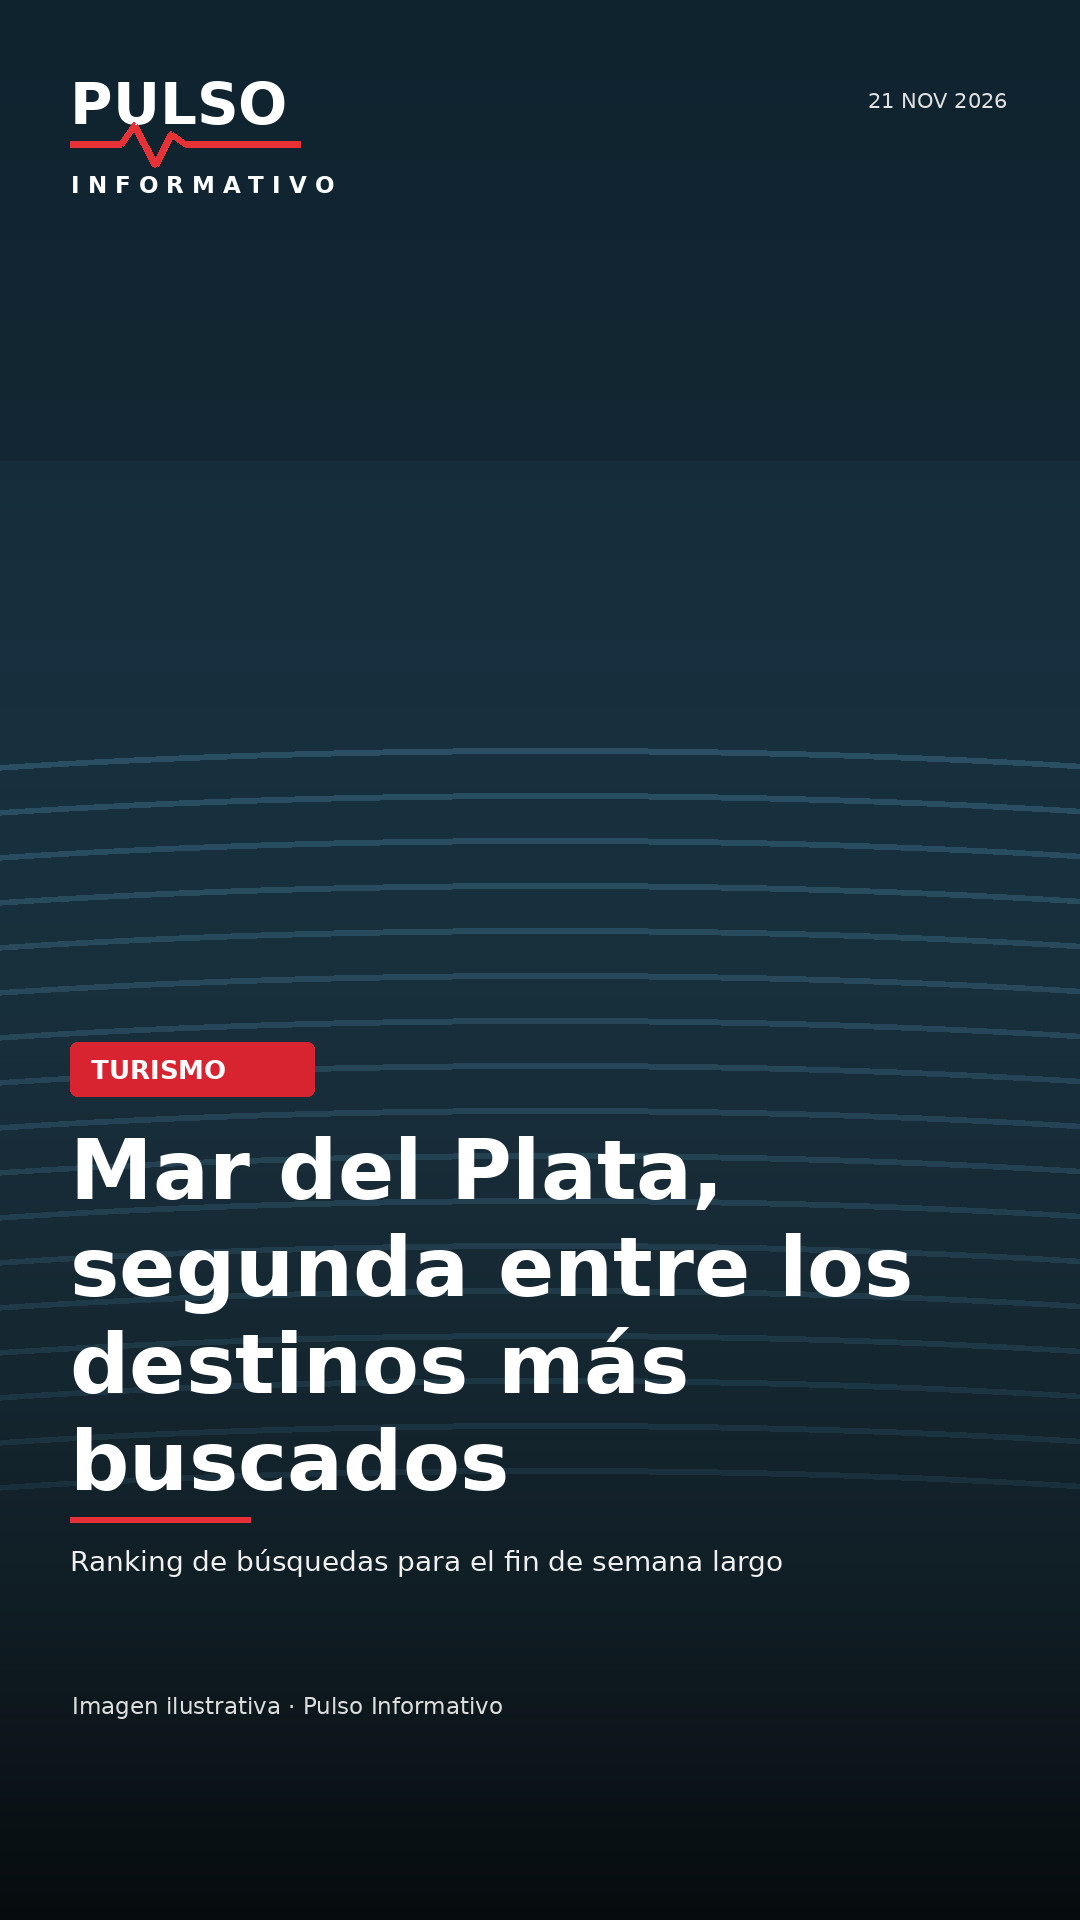 PULSO
INFORMATIVO
21 NOV 2026
TURISMO
Mar del Plata,
segunda entre los
destinos más
buscados
Ranking de búsquedas para el fin de semana largo
Imagen ilustrativa · Pulso Informativo